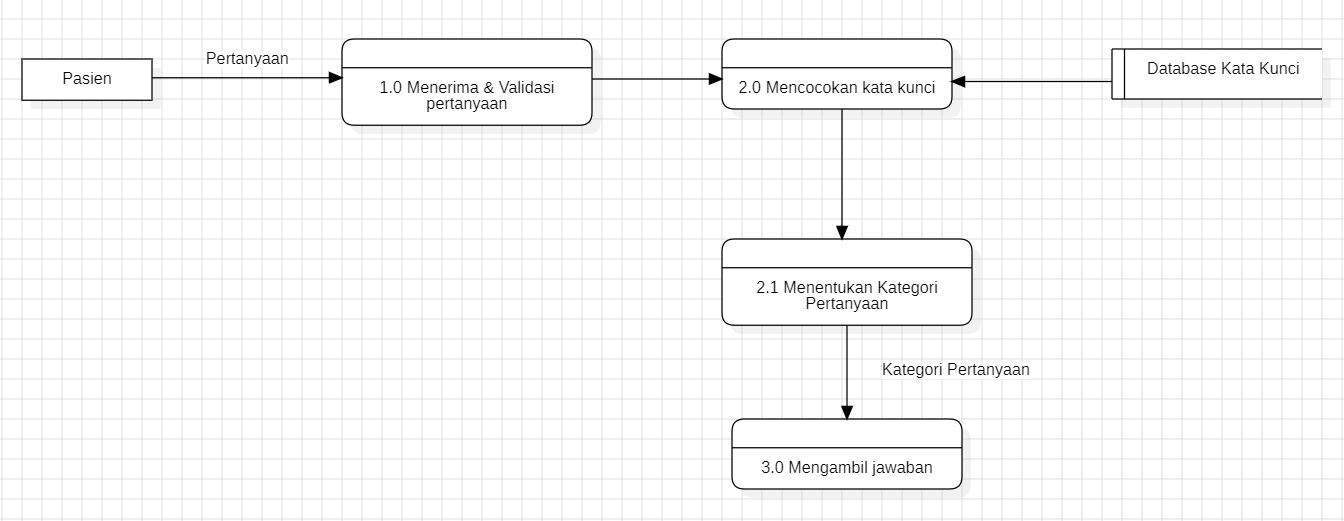 Pasien
Pertanyaan
1.0 Menerima & Validasi
pertanyaan
2.0 Mencocokan kata kunci
Database Kata Kunci
2.1 Menentukan Kategori
Pertanyaan
Kategori Pertanyaan
3.0 Mengambil jawaban